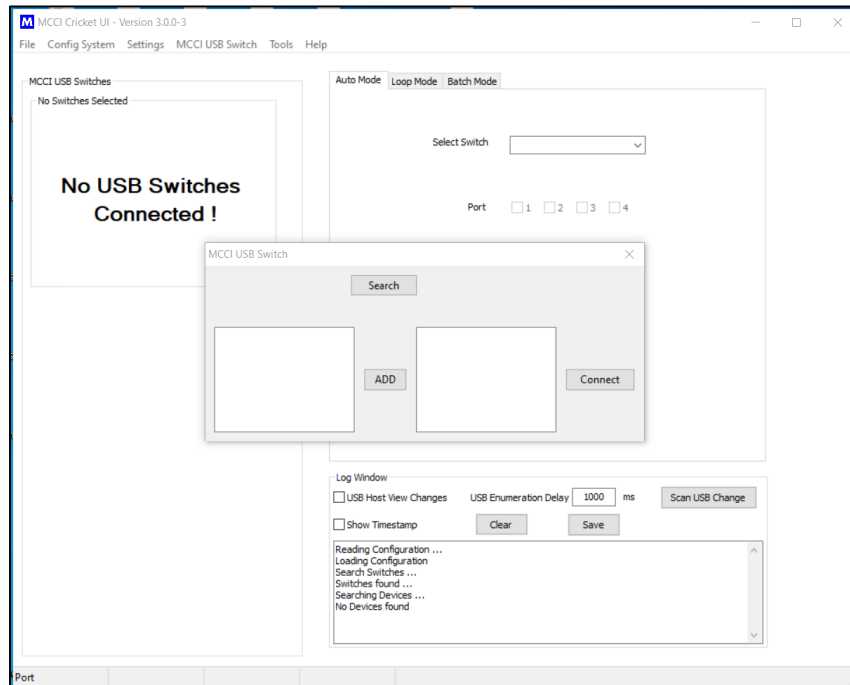 M MCCI Cricket UI - Version 3.0.0-3
File Config System Settings MCCI USB Switch Tools Help
MCCI USB Switches
No Switches Selected
No USB Switches
Connected !
Auto Mode Loop Mode Batch Mode
Select Switch
Port 1 2 3 4
MCCI USB Switch
Search
ADD
Connect
Log Window
USB Host View Changes USB Enumeration Delay 1000 ms Scan USB Change
Show Timestamp Clear Save
Reading Configuration ...
Loading Configuration
Search Switches ...
Switches found ...
Searching Devices ...
No Devices found
Port